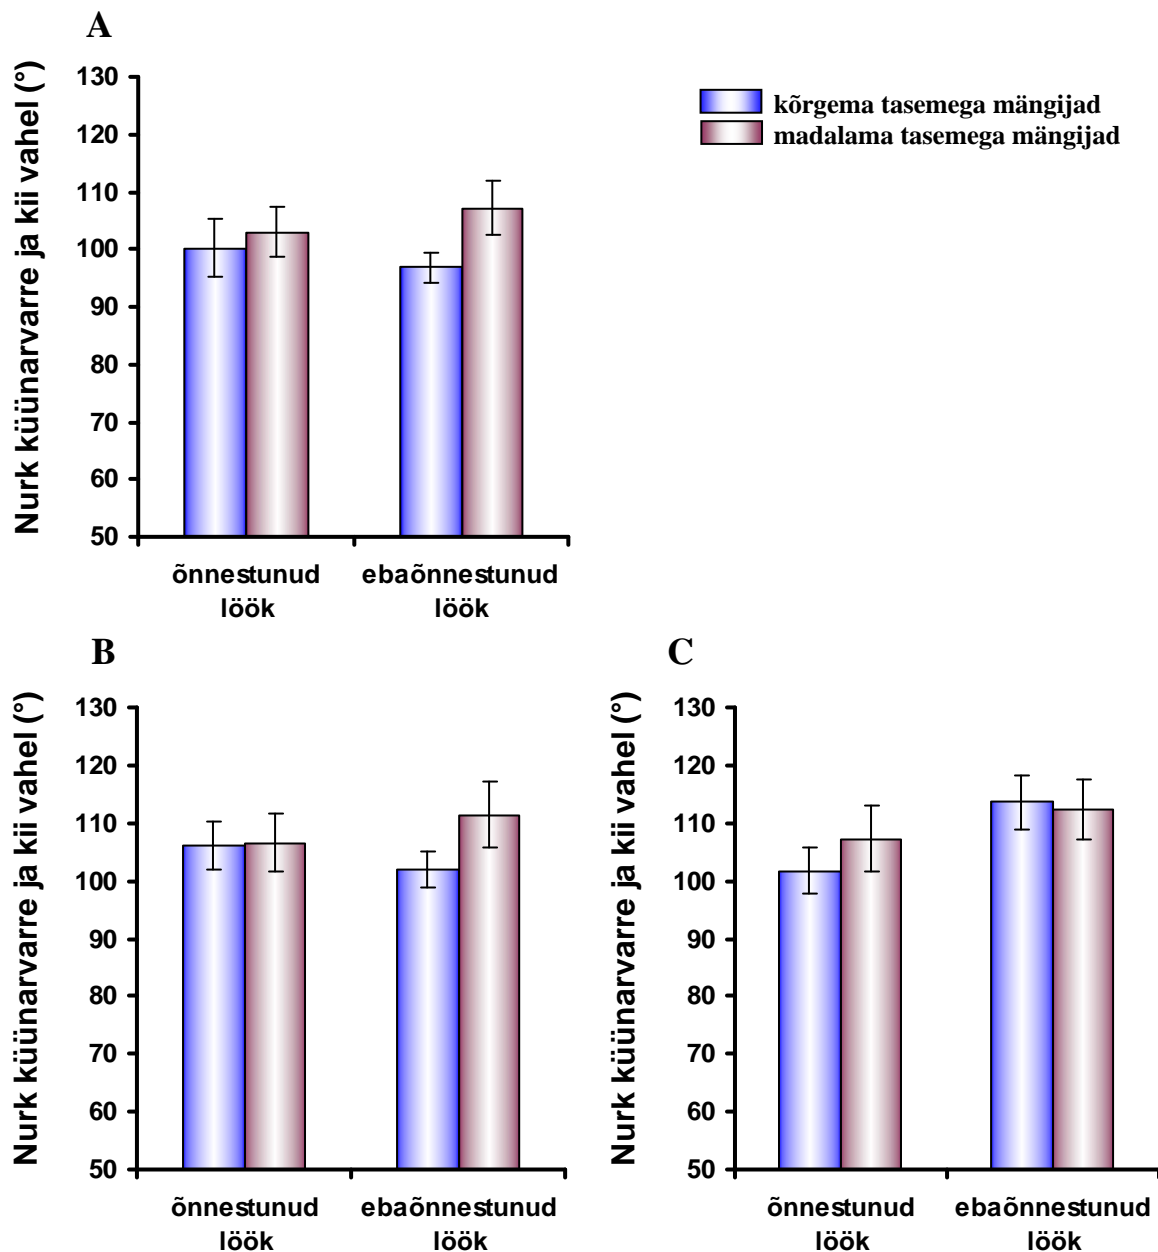 A
Nurk küünarvarre ja kii vahel (°)
130
120
110
100
90
80
70
60
50
õnnestunud
löök
ebaõnnestunud
löök
kõrgema tasemega mängijad
madalama tasemega mängijad
B
Nurk küünarvarre ja kii vahel (°)
130
120
110
100
90
80
70
60
50
õnnestunud
löök
ebaõnnestunud
löök
C
Nurk küünarvarre ja kii vahel (°)
130
120
110
100
90
80
70
60
50
õnnestunud
löök
ebaõnnestunud
löök